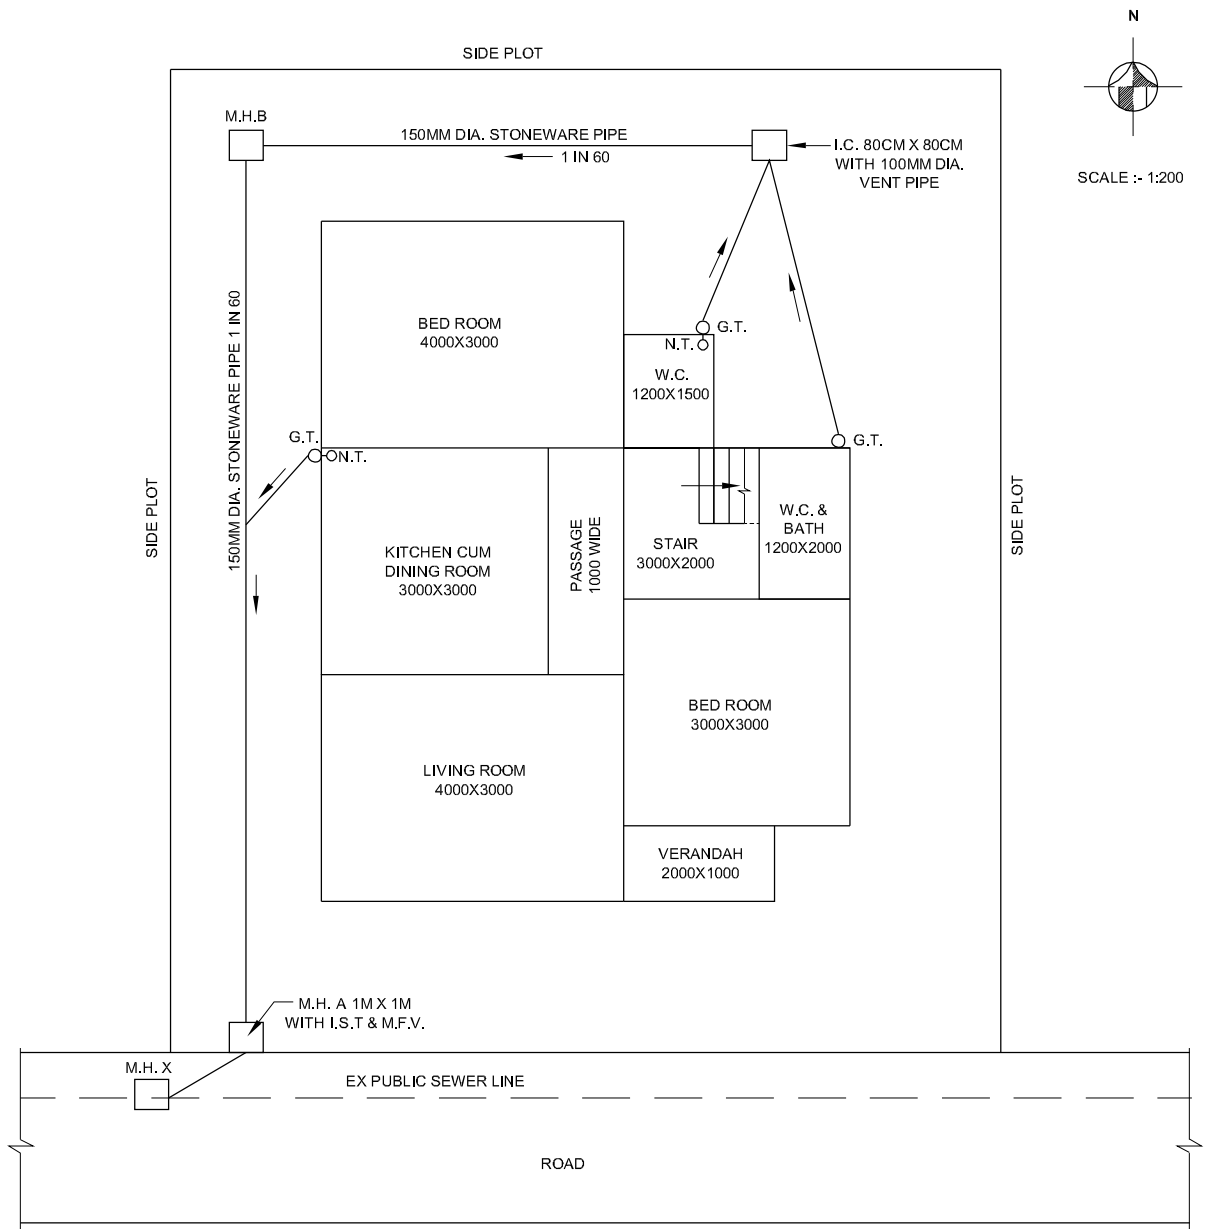 N
SIDE PLOT
M.H.B
150MM DIA. STONEWARE PIPE
1 IN 60
I.C. 80CM X 80CM
WITH 100MM DIA.
VENT PIPE
SCALE :- 1:200
150MM DIA. STONEWARE PIPE 1 IN 60
BED ROOM
4000X3000
G.T.
N.T.
W.C.
1200X1500
G.T.
G.T.
N.T.
SIDE PLOT
SIDE PLOT
KITCHEN CUM
DINING ROOM
3000X3000
PASSAGE
1000 WIDE
STAIR
3000X2000
W.C. &
BATH
1200X2000
BED ROOM
3000X3000
LIVING ROOM
4000X3000
VERANDAH
2000X1000
M.H. A 1M X 1M
WITH I.S.T & M.F.V.
M.H. X
EX PUBLIC SEWER LINE
ROAD